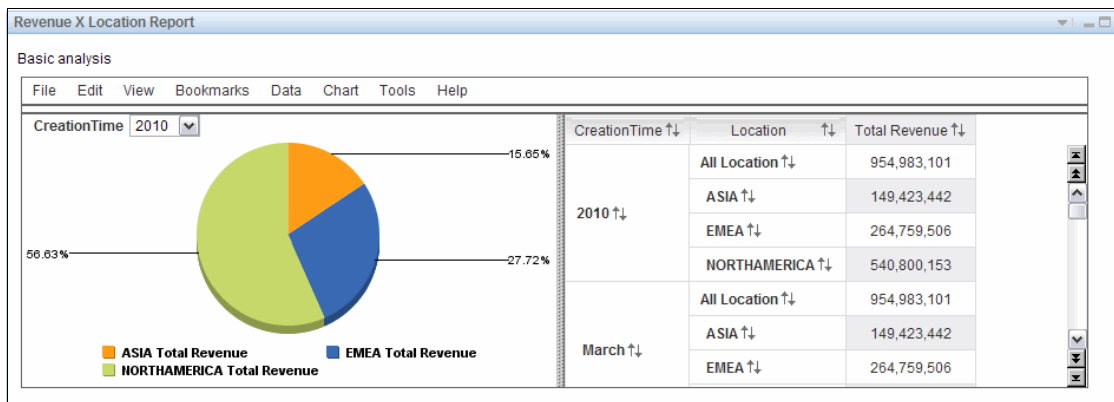 Revenue X Location Report
Basic analysis
File Edit View Bookmarks Data Chart Tools Help
CreationTime 2010
15.65%
56.63%
27.72%
ASIA Total Revenue EMEA Total Revenue
NORTHAMERICA Total Revenue
CreationTime Location Total Revenue
2010
All Location 954,983,101
ASIA 149,423,442
EMEA 264,759,506
NORTHAMERICA 540,800,153
March
All Location 954,983,101
ASIA 149,423,442
EMEA 264,759,506